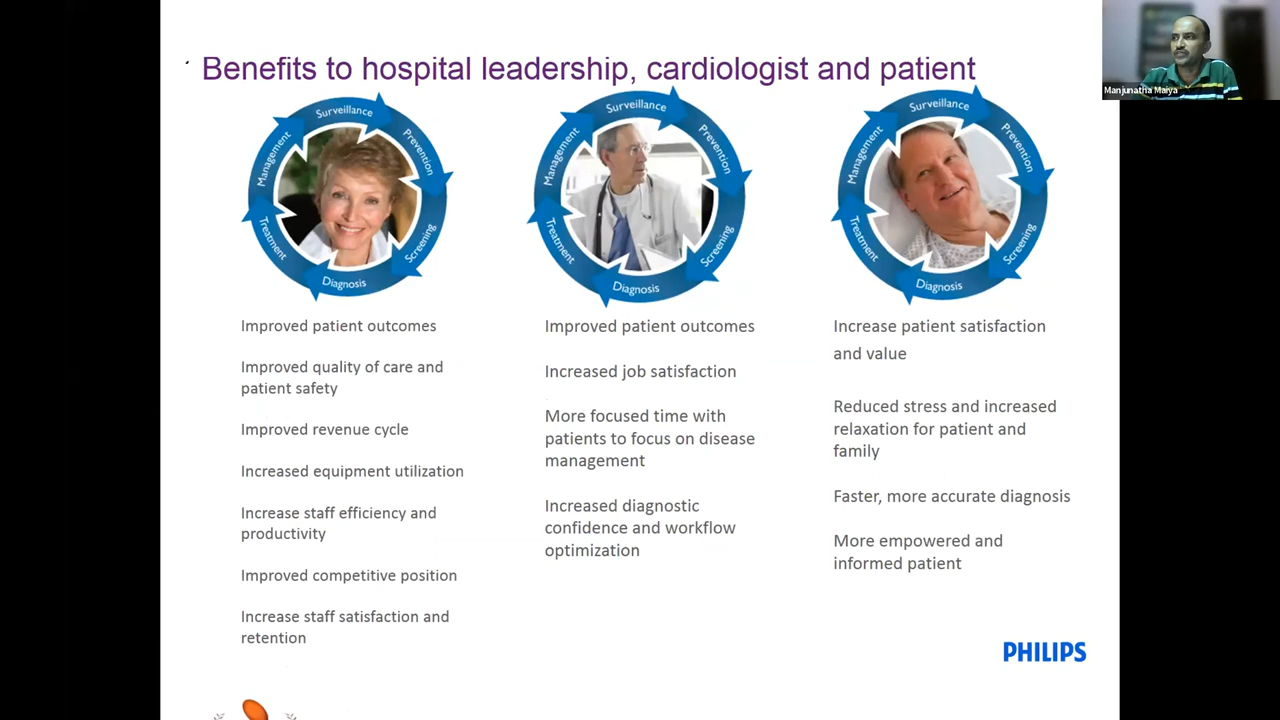 Benefits to hospital leadership, cardiologist and patient
Manjunatha Maiya
Surveillance
Prevention
Screening
Diagnosis
Treatment
Management
Surveillance
Prevention
Screening
Diagnosis
Treatment
Management
Surveillance
Prevention
Screening
Diagnosis
Treatment
Management
Improved patient outcomes
Improved quality of care and
patient safety
Improved revenue cycle
Increased equipment utilization
Increase staff efficiency and
productivity
Improved competitive position
Increase staff satisfaction and
retention
Improved patient outcomes
Increased job satisfaction
More focused time with
patients to focus on disease
management
Increased diagnostic
confidence and workflow
optimization
Increase patient satisfaction
and value
Reduced stress and increased
relaxation for patient and
family
Faster, more accurate diagnosis
More empowered and
informed patient
PHILIPS